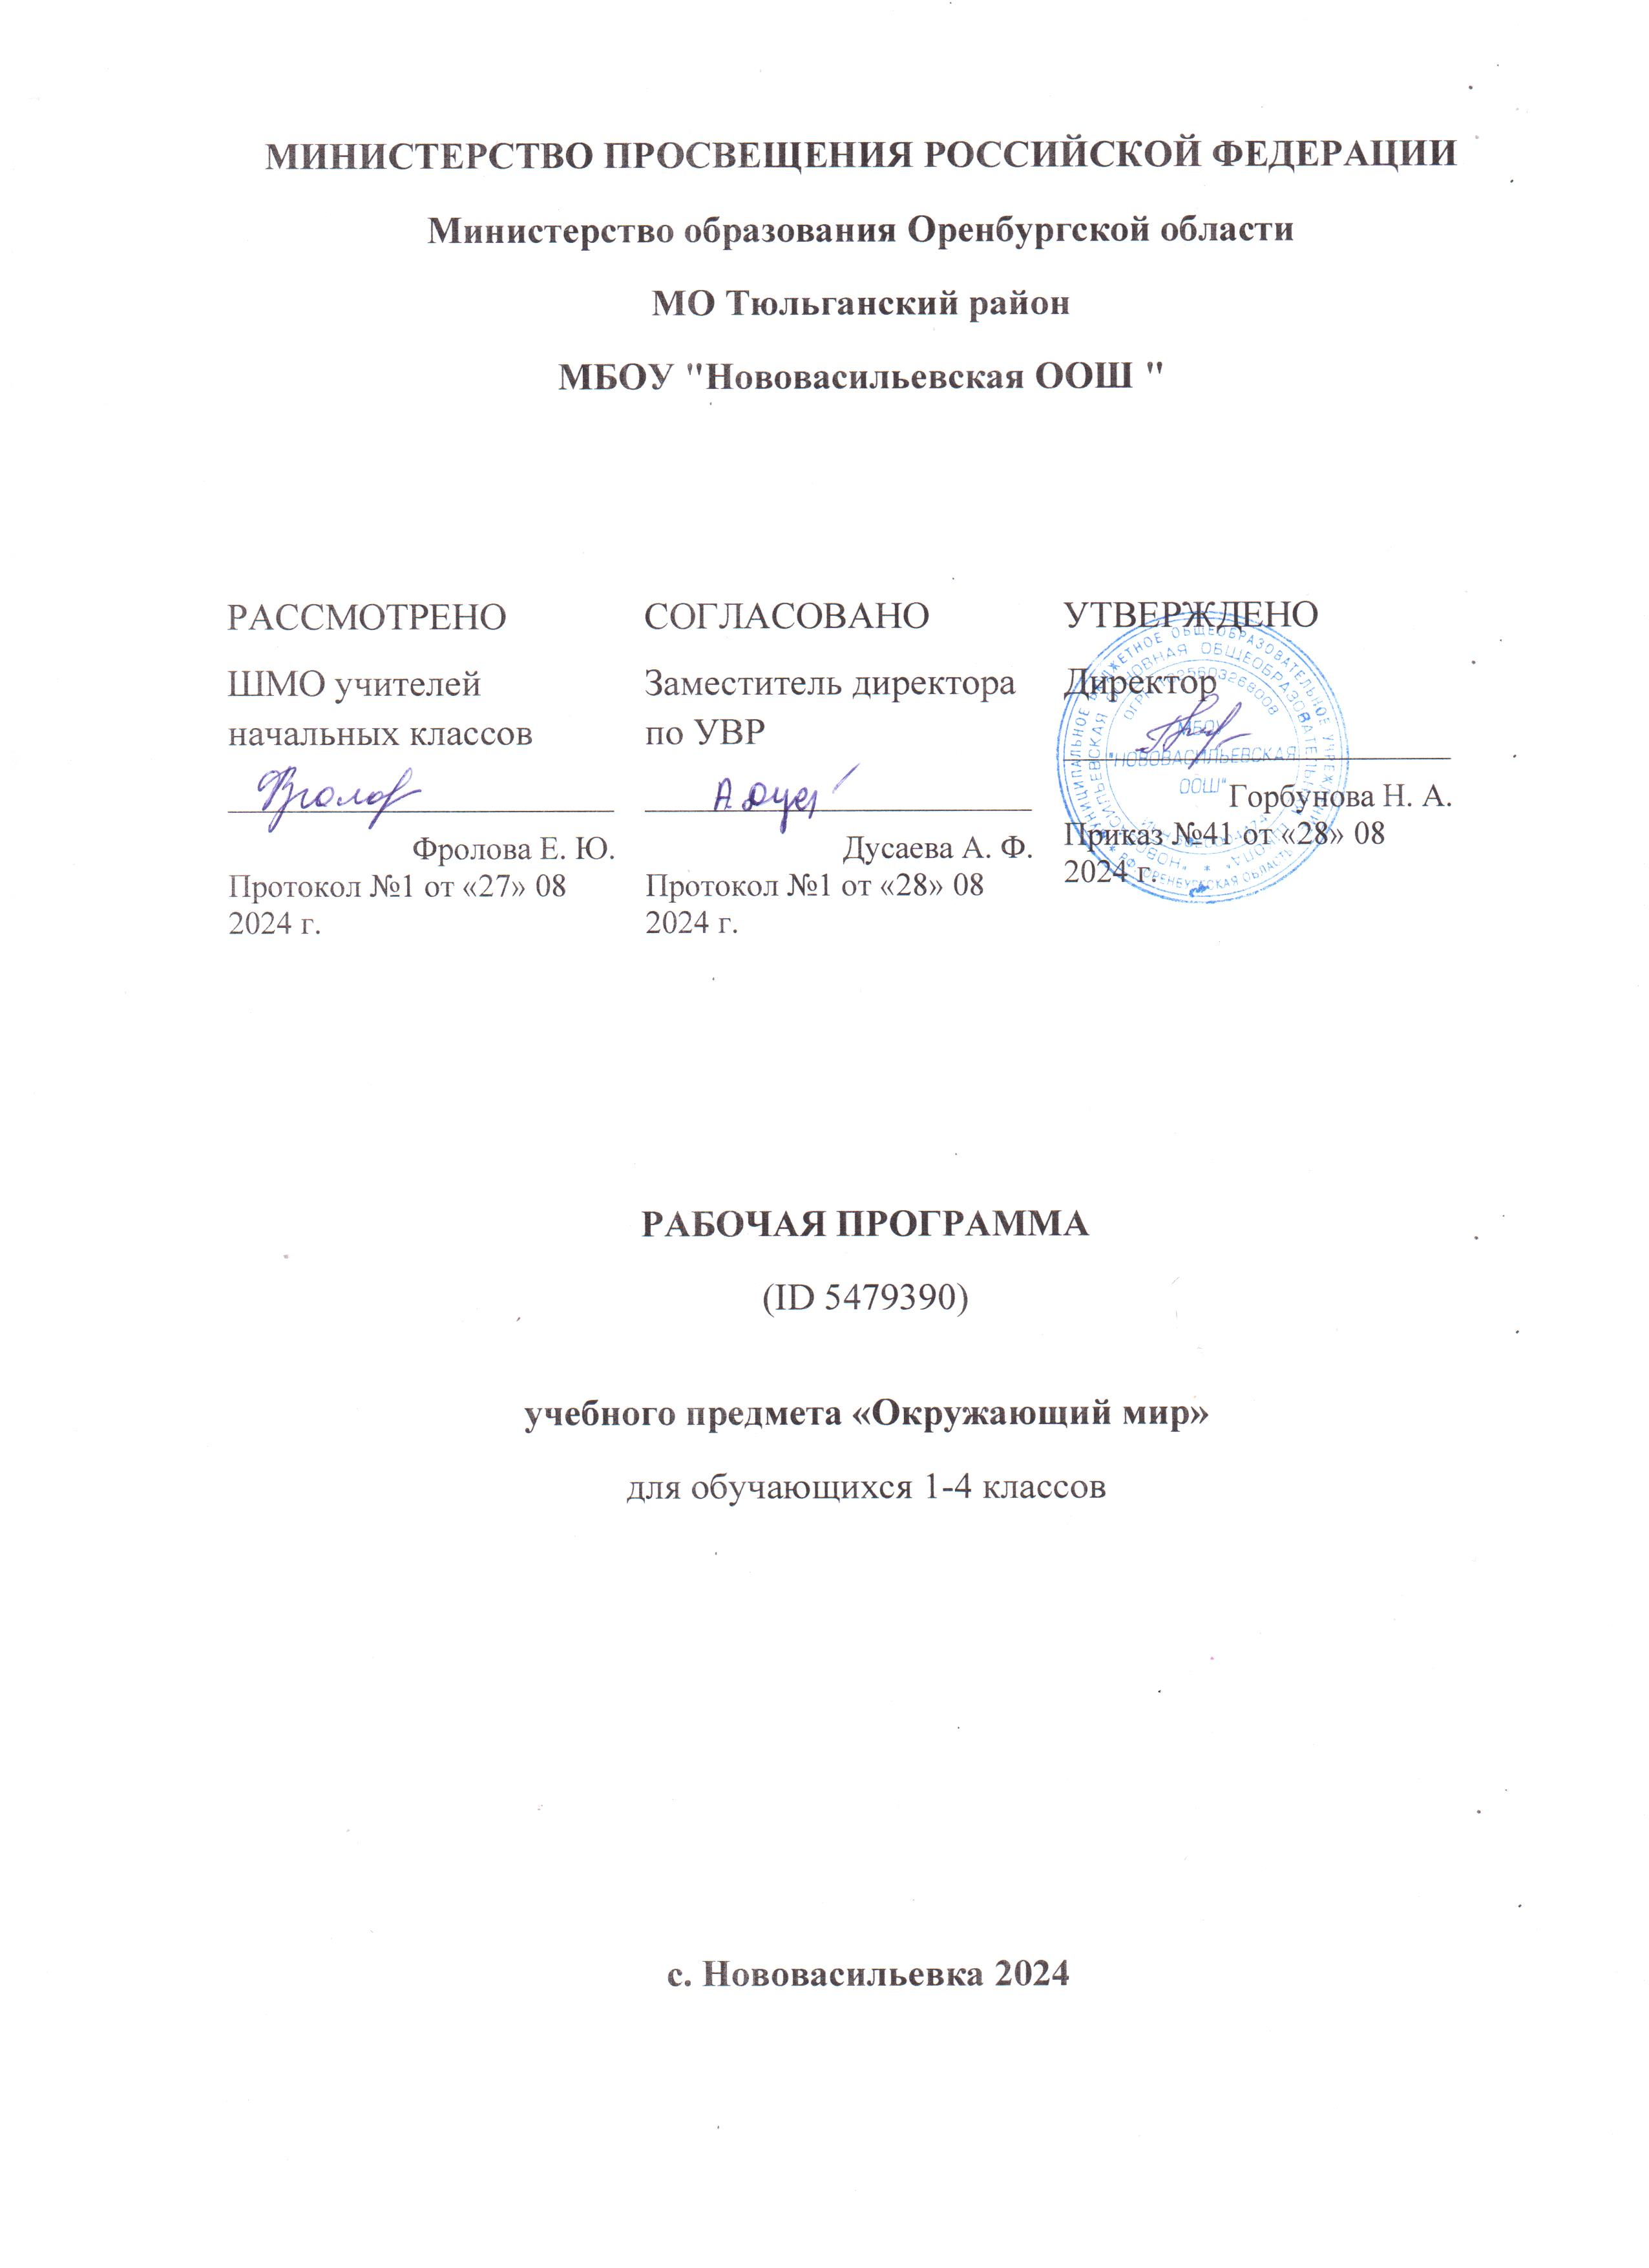 МИНИСТЕРСТВО ПРОСВЕЩЕНИЯ РОССИЙСКОЙ ФЕДЕРАЦИИ
Министерство образования Оренбургской области
МО Тюльганский район
МБОУ "Нововасильевская ООШ "
РАССМОТРЕНО
ШМО учителей
начальных классов
Фролова Е. Ю.
Протокол №1 от «27» 08
2024 г.
СОГЛАСОВАНО
Заместитель директора
по УВР
Дусаева А. Ф.
Протокол №1 от «28» 08
2024 г.
УТВЕРЖДЕНО
Директор
Горбунова Н. А.
Приказ №41 от «28» 08
2024 г.
МБОУ
"НОВОВАСИЛЬЕВСКАЯ
ООШ"
РАБОЧАЯ ПРОГРАММА
(ID 5479390)
учебного предмета «Окружающий мир»
для обучающихся 1-4 классов
с. Нововасильевка 2024